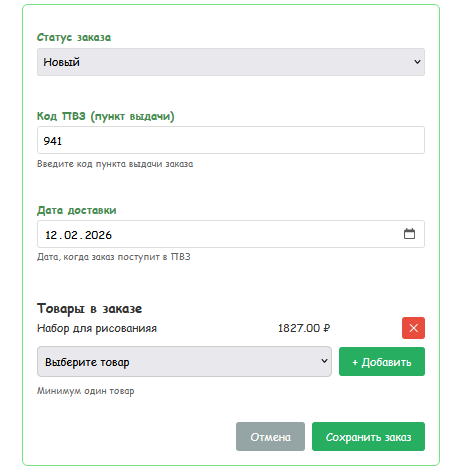 Статус заказа
Новый
Код ПВЗ (пункт выдачи)
941
Введите код пункта выдачи заказа
Дата доставки
12.02.2026
Дата, когда заказ поступит в ПВЗ
Товары в заказе
Набор для рисованияя 1827.00 ₽
Выберите товар + Добавить
Минимум один товар
Отмена Сохранить заказ